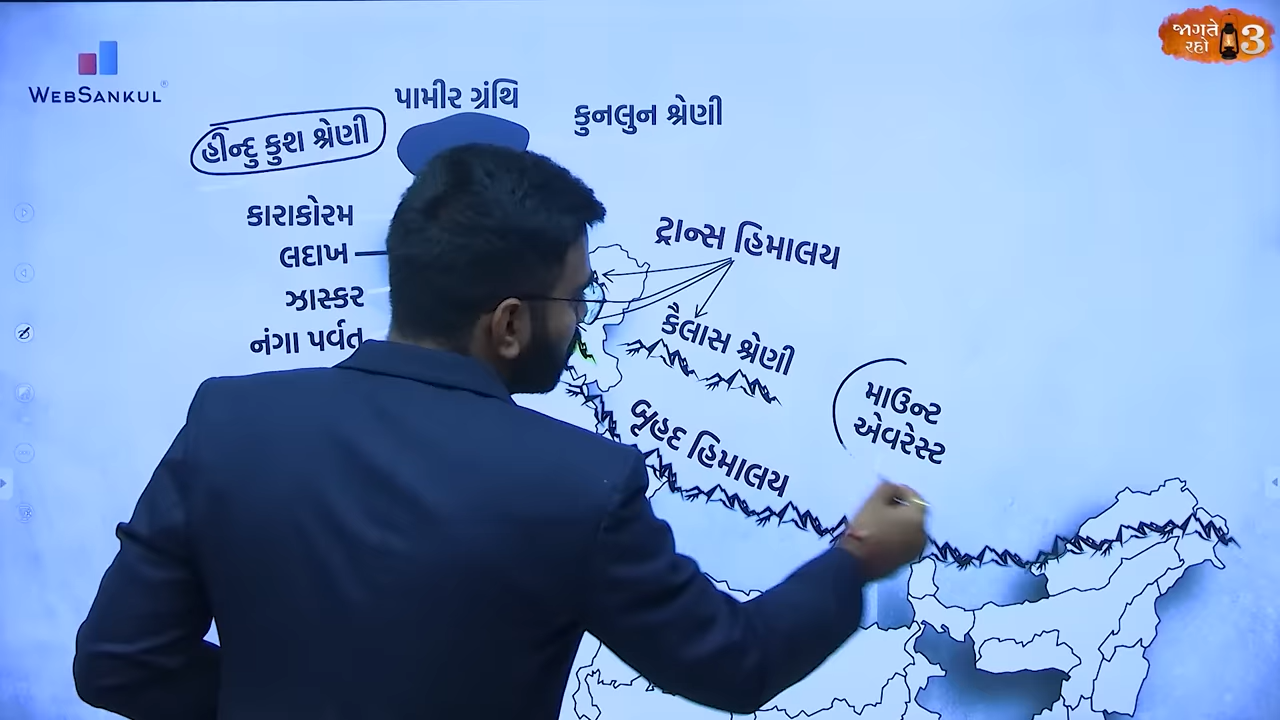 WEBSANKUL
જાગતે
રહો 3
પામીર ગ્રંથિ
કુનલુન શ્રેણી
હીન્દુ કુશ શ્રેણી
કારાકોરમ
લદાખ
ઝાસ્કર
નંગા પર્વત
ટ્રાન્સ હિમાલય
કૈલાસ શ્રેણી
બૃહદ હિમાલય
માઉન્ટ
એવરેસ્ટ